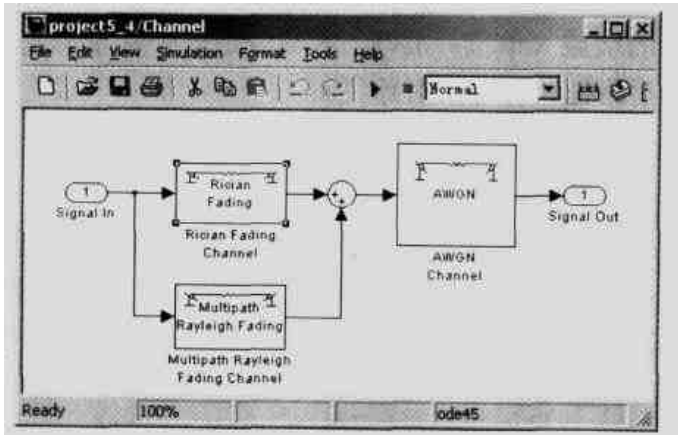 project5_4/Channel
File Edit View Simulation Format Tools Help
Normal
1
Signal In
Rician
Fading
Rician Fading
Channel
Multipath
Rayleigh Fading
Multipath Rayleigh
Fading Channel
+
+
AWGN
AWGN
Channel
1
Signal Out
Ready
100%
ode45